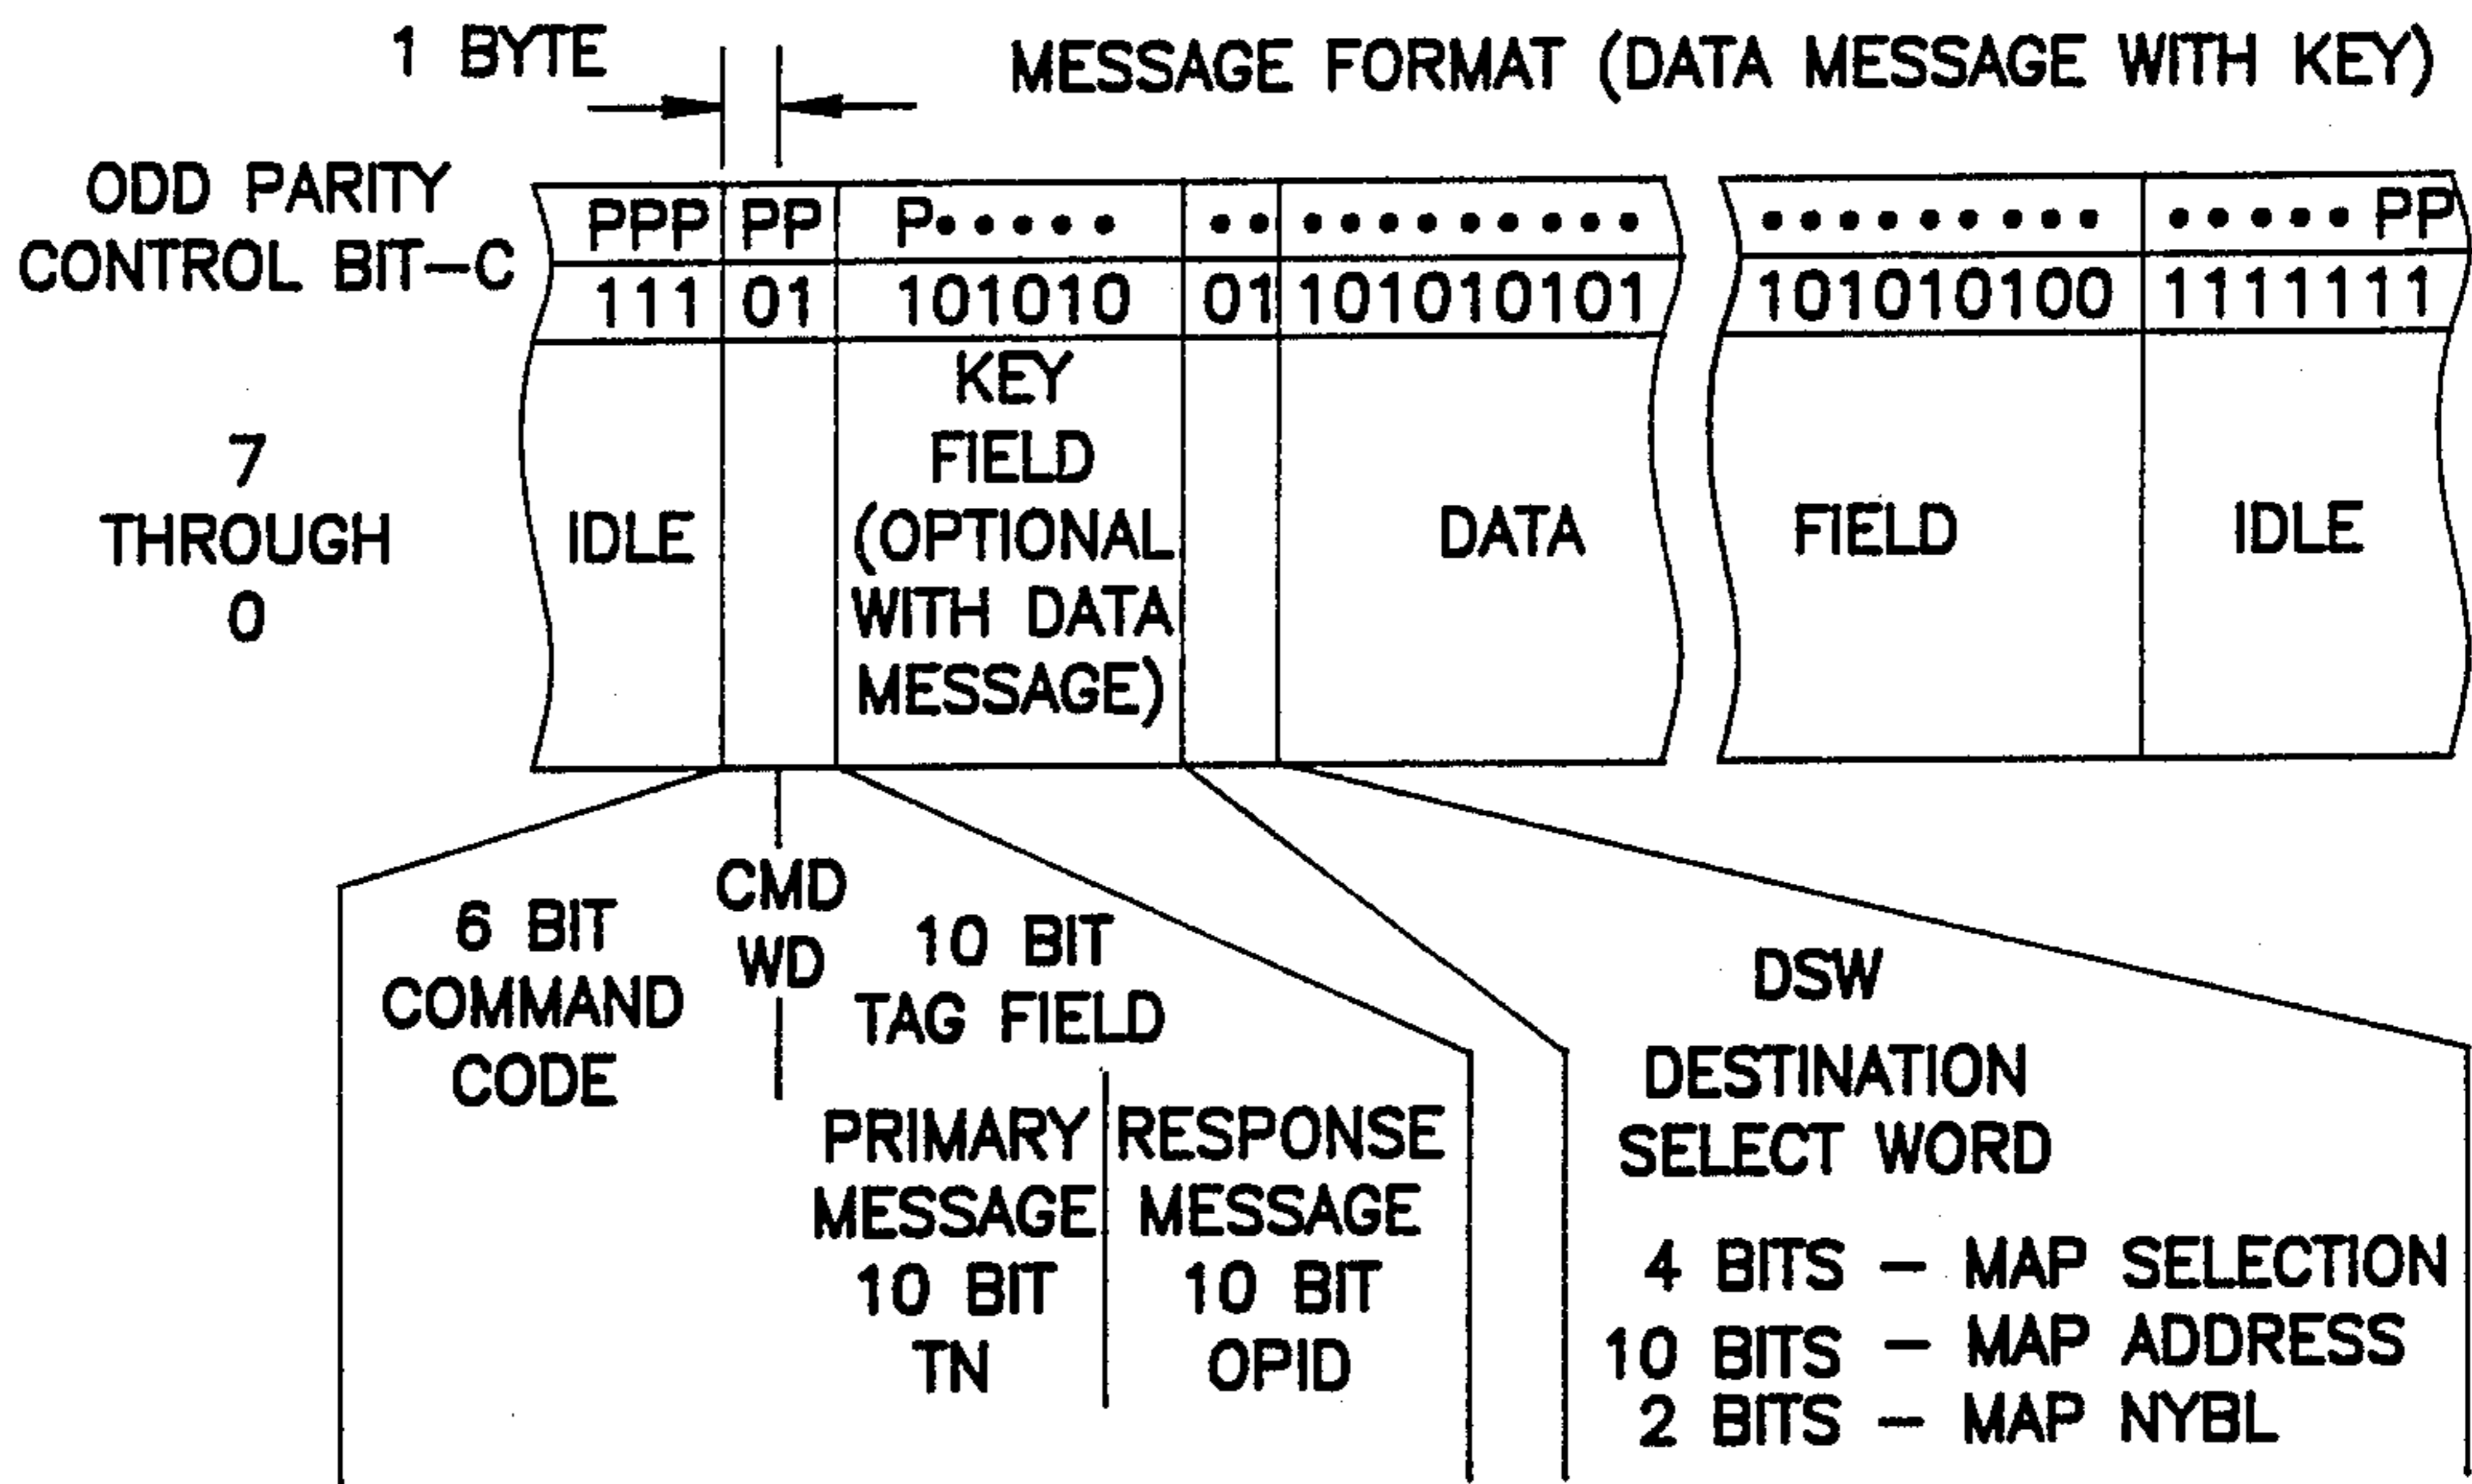 1 BYTE
MESSAGE FORMAT (DATA MESSAGE WITH KEY)
ODD PARITY
CONTROL BIT-C
PPP PP P• • • • • • • • • • • • • • • • • • • • • • • • • • • • • • • PP
111 01 101010 01 101010101 101010100 1111111
7
THROUGH
0
IDLE
KEY
FIELD
(OPTIONAL
WITH DATA
MESSAGE)
DATA
FIELD
IDLE
6 BIT
COMMAND
CODE
CMD
WD
10 BIT
TAG FIELD
PRIMARY
MESSAGE
10 BIT
TN
RESPONSE
MESSAGE
10 BIT
OPID
DSW
DESTINATION
SELECT WORD
4 BITS - MAP SELECTION
10 BITS - MAP ADDRESS
2 BITS - MAP NYBL